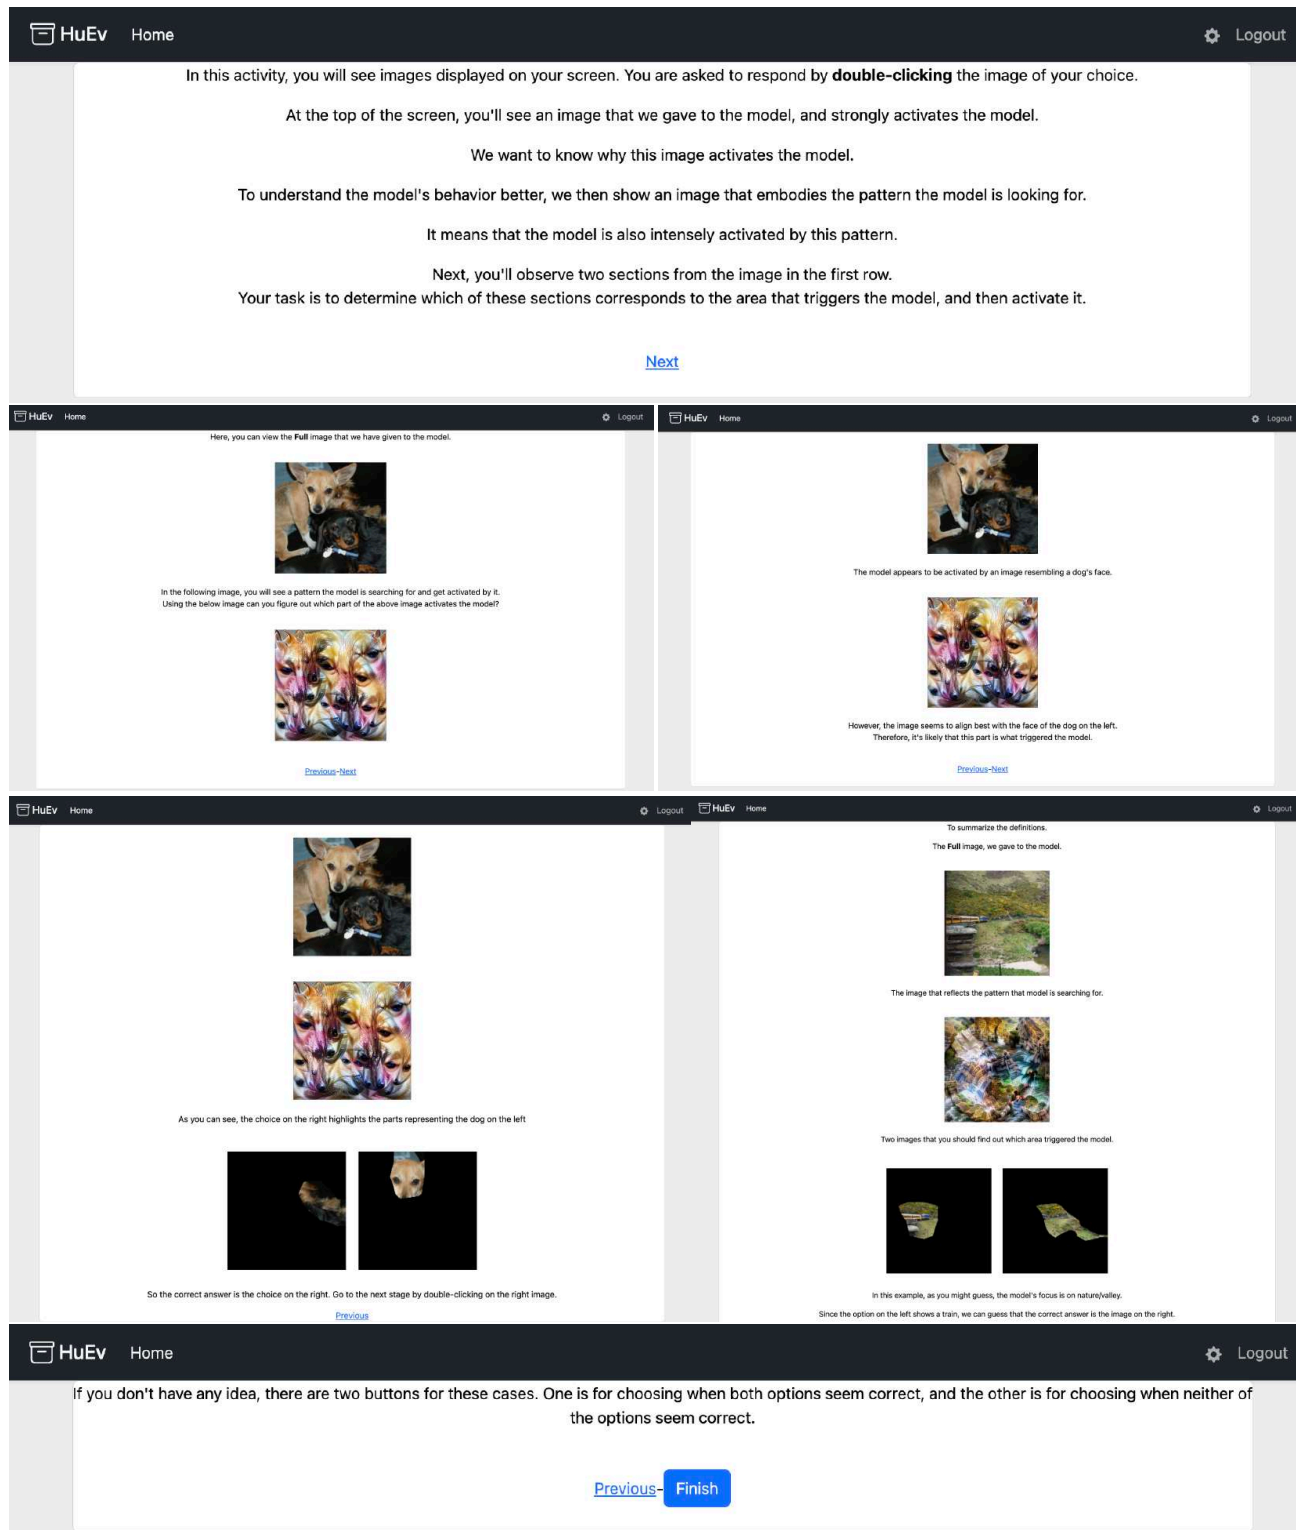 HuEv Home Logout
In this activity, you will see images displayed on your screen. You are asked to respond by double-clicking the image of your choice.
At the top of the screen, you'll see an image that we gave to the model, and strongly activates the model.
We want to know why this image activates the model.
To understand the model's behavior better, we then show an image that embodies the pattern the model is looking for.
It means that the model is also intensely activated by this pattern.
Next, you'll observe two sections from the image in the first row.
Your task is to determine which of these sections corresponds to the area that triggers the model, and then activate it.
Next
HuEv Home Logout
Here, you can view the Full image that we have given to the model.
In the following image, you will see a pattern the model is searching for and get activated by it.
Using the below image can you figure out which part of the above image activates the model?
Previous-Next
HuEv Home Logout
The model appears to be activated by an image resembling a dog's face.
However, the image seems to align best with the face of the dog on the left.
Therefore, it's likely that this part is what triggered the model.
Previous-Next
HuEv Home Logout
As you can see, the choice on the right highlights the parts representing the dog on the left
So the correct answer is the choice on the right. Go to the next stage by double-clicking on the right image.
Previous
HuEv Home Logout
To summarize the definitions.
The Full image, we gave to the model.
The image that reflects the pattern that model is searching for.
Two images that you should find out which area triggered the model.
In this example, as you might guess, the model's focus is on nature/valley.
Since the option on the left shows a train, we can guess that the correct answer is the image on the right.
HuEv Home Logout
If you don't have any idea, there are two buttons for these cases. One is for choosing when both options seem correct, and the other is for choosing when neither of
the options seem correct.
Previous-Finish